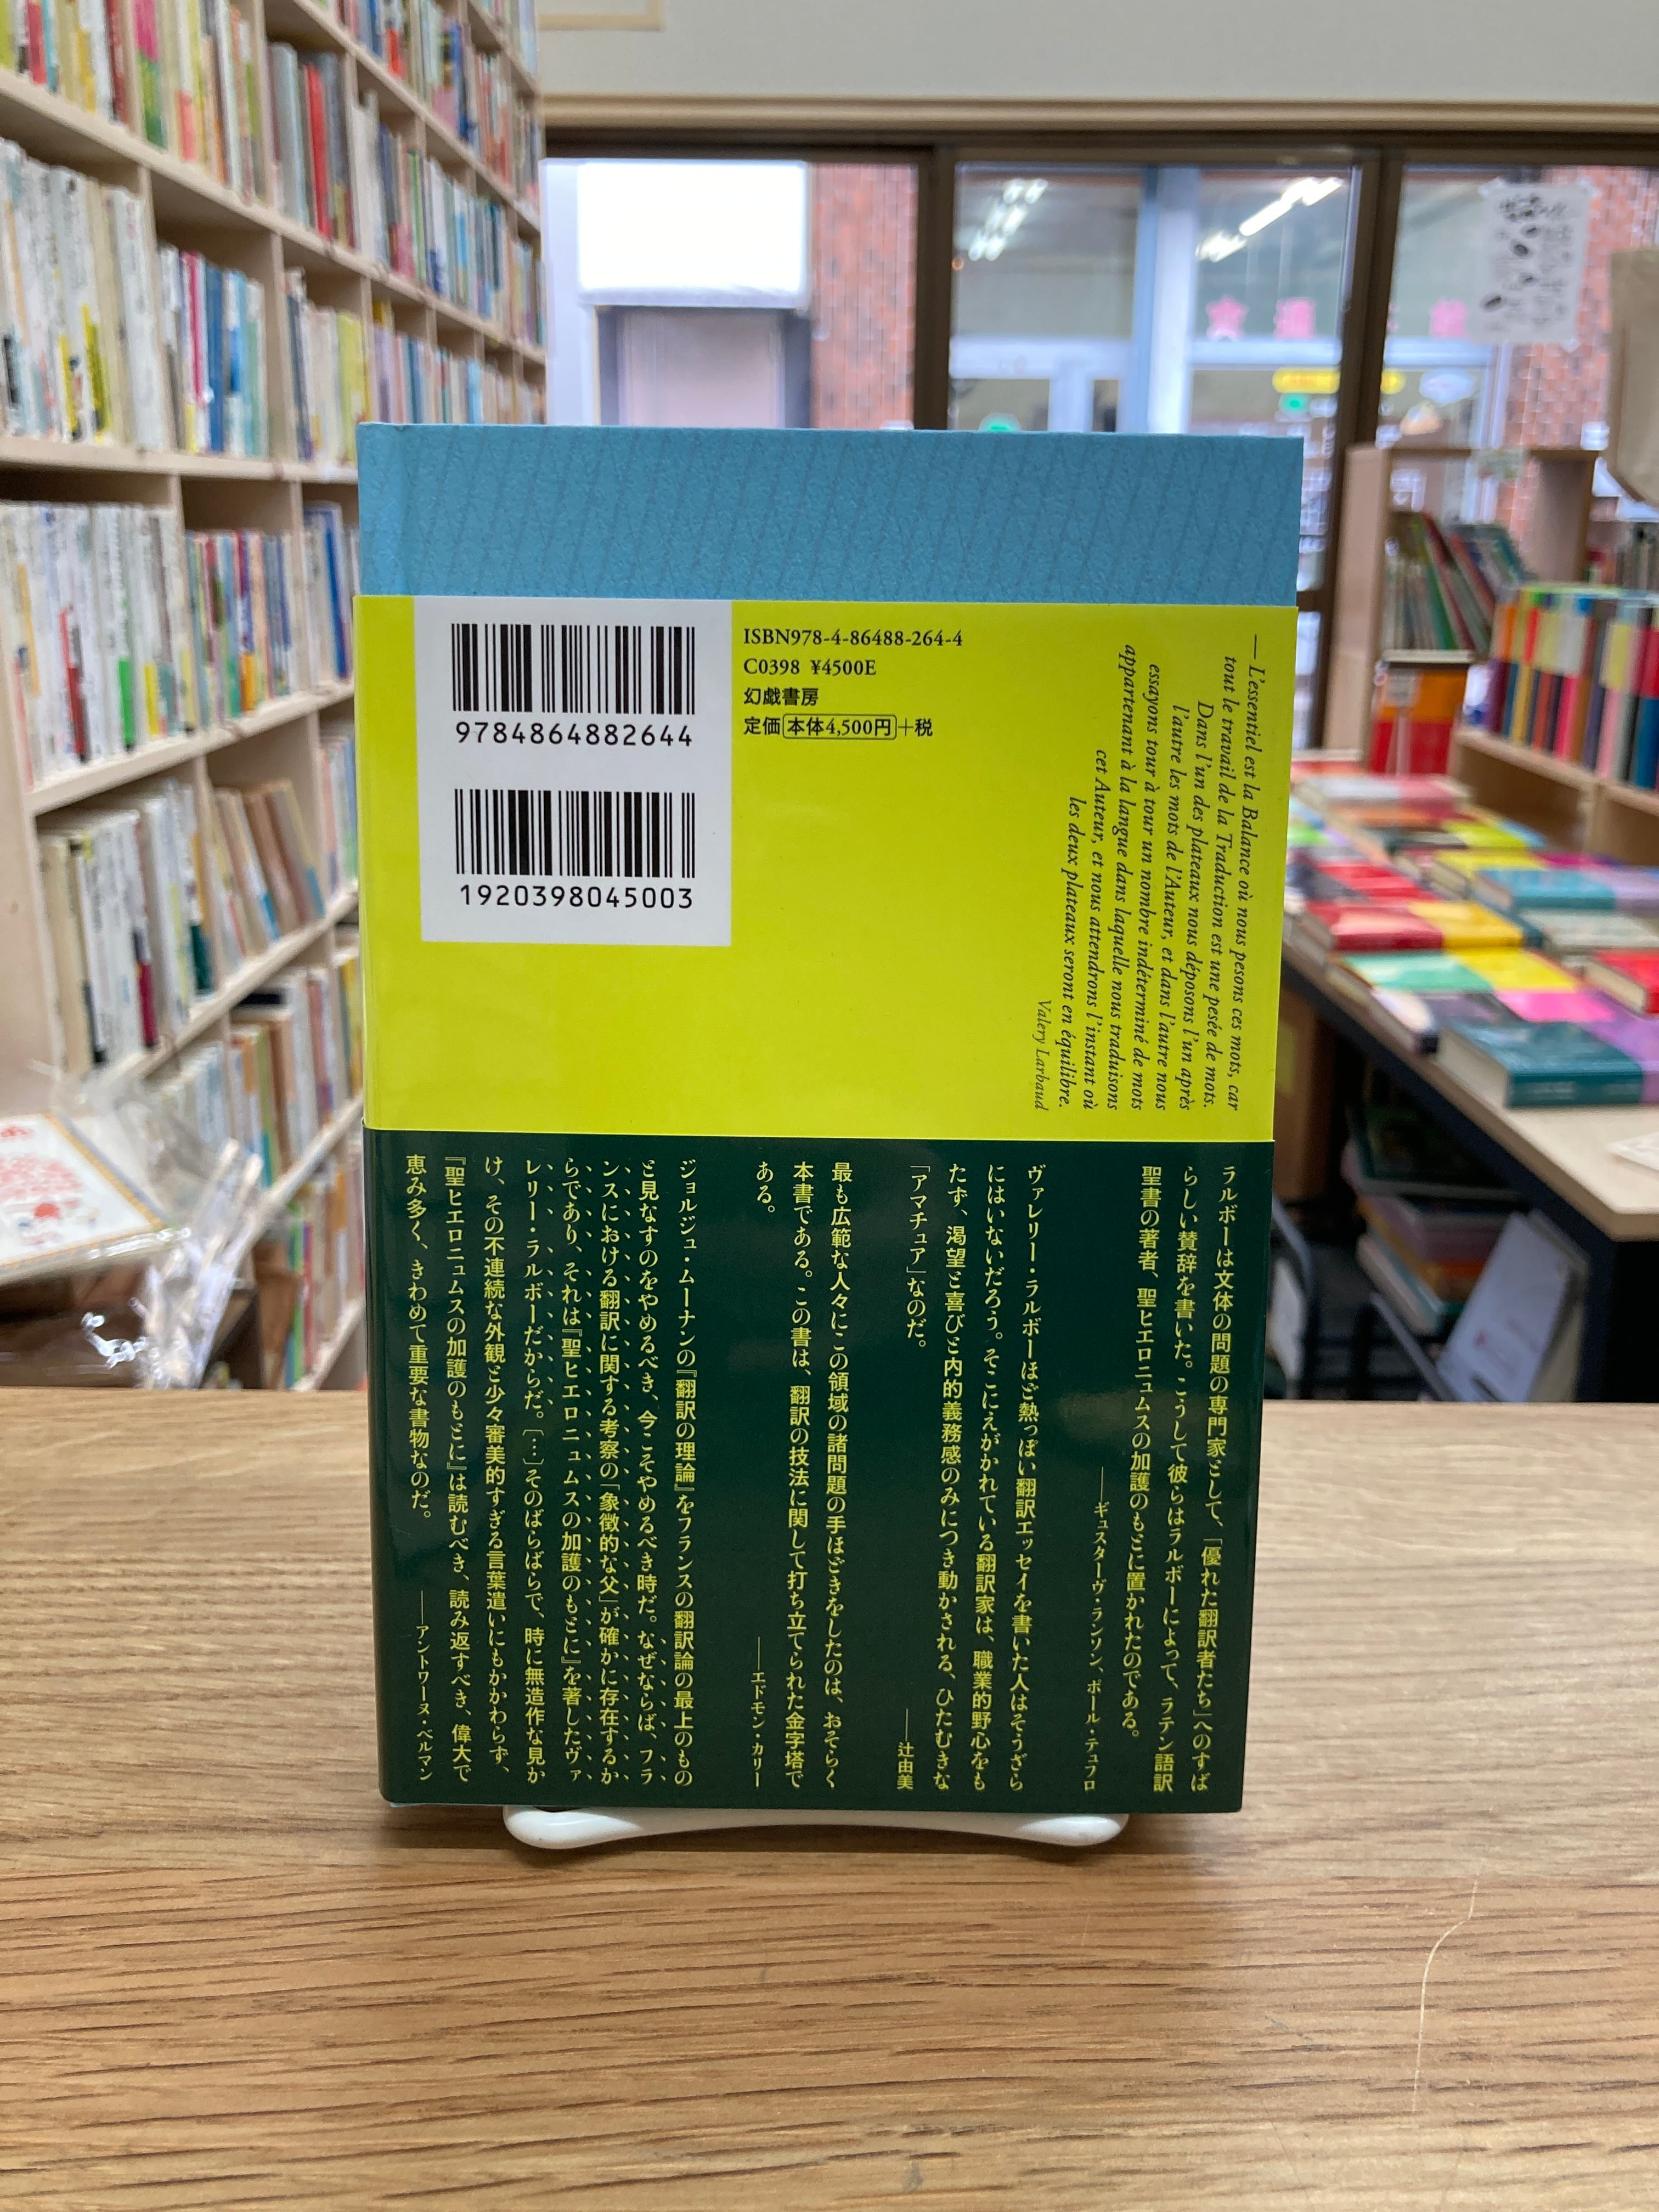 9784864882644
1920398045003
ISBN978-4-86488-264-4
C0398 ¥4500E
幻戯書房
定価 本体4,500円+税
— L'essentiel est la Balance où nous pesons ces mots, car
tout le travail de la Traduction est une pesée de mots.
Dans l'un des plateaux nous déposons l'un après
l'autre les mots de l'Auteur, et dans l'autre nous
essayons tour à tour un nombre indéterminé de mots
appartenant à la langue dans laquelle nous traduisons
cet Auteur, et nous attendrons l'instant où
les deux plateaux seront en équilibre.
Valery Larbaud
ラルボーは文体の問題の専門家として、「優れた翻訳者たち」へのすば
らしい賛辞を書いた。こうして彼らはラルボーによって、ラテン語訳
聖書の著者、聖ヒエロニュムスの加護のもとに置かれたのである。
——ギュスターヴ・ランソン、ポール・テュフロ
ヴァレリー・ラルボーほど熱っぽい翻訳エッセイを書いた人はそうざら
にはいないだろう。そこにえがかれている翻訳家は、職業的野心をも
たず、渇望と喜びと内的義務感のみにつき動かされる、ひたむきな
「アマチュア」なのだ。
——辻由美
最も広範な人々にこの領域の諸問題の手ほどきをしたのは、おそらく
本書である。この書は、翻訳の技法に関して打ち立てられた金字塔で
ある。
——エドモン・カリー
ジョルジュ・ムーナンの『翻訳の理論』をフランスの翻訳論の最上のもの
と見なすのをやめるべき、今こそやめるべき時だ。なぜならば、フラ
ンスにおける翻訳に関する考察の「象徴的な父」が確かに存在するか
らであり、それは『聖ヒエロニュムスの加護のもとに』を著したヴァ
レリー・ラルボーだからだ。〔…〕そのばらばらで、時に無造作な見か
け、その不連続な外観と少々審美的すぎる言葉遣いにもかかわらず、
『聖ヒエロニュムスの加護のもとに』は読むべき、読み返すべき、偉大で
恵み多く、きわめて重要な書物なのだ。
——アントワーヌ・ベルマン